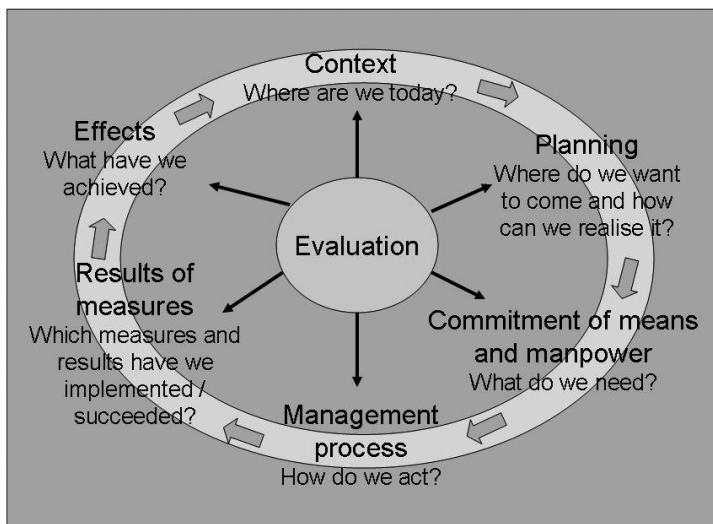 Context
Where are we today?
Planning
Where do we want
to come and how
can we realise it?
Commitment of means
and manpower
What do we need?
Management
process
How do we act?
Results of
measures
Which measures and
results have we
implemented /
succeeded?
Effects
What have we
achieved?
Evaluation